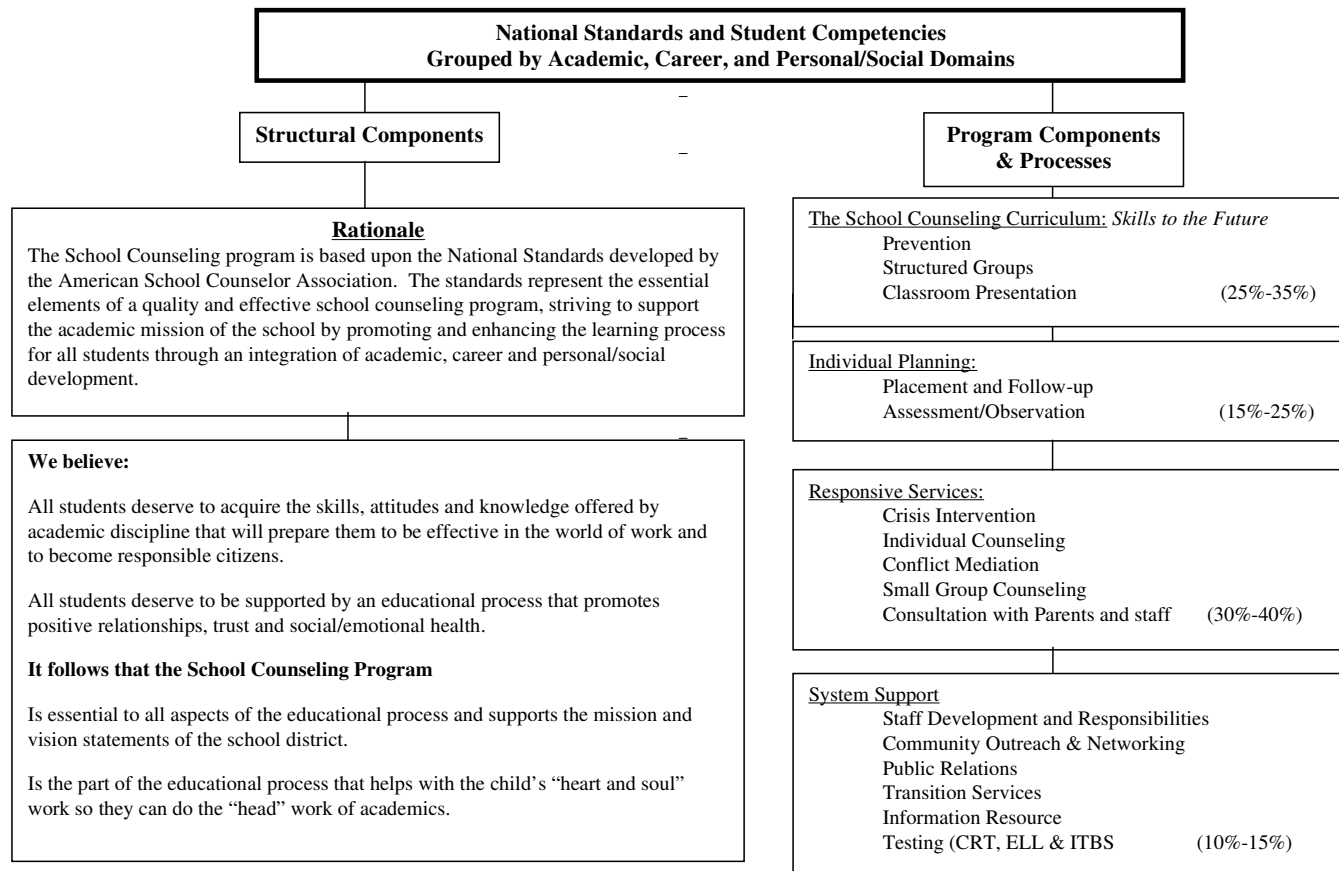 National Standards and Student Competencies
Grouped by Academic, Career, and Personal/Social Domains
Structural Components
Rationale
The School Counseling program is based upon the National Standards developed by
the American School Counselor Association.  The standards represent the essential
elements of a quality and effective school counseling program, striving to support
the academic mission of the school by promoting and enhancing the learning process
for all students through an integration of academic, career and personal/social
development.
We believe:
All students deserve to acquire the skills, attitudes and knowledge offered by
academic discipline that will prepare them to be effective in the world of work and
to become responsible citizens.
All students deserve to be supported by an educational process that promotes
positive relationships, trust and social/emotional health.
It follows that the School Counseling Program
Is essential to all aspects of the educational process and supports the mission and
vision statements of the school district.
Is the part of the educational process that helps with the child’s “heart and soul”
work so they can do the “head” work of academics.
Program Components
& Processes
The School Counseling Curriculum: Skills to the Future
Prevention
Structured Groups
Classroom Presentation (25%-35%)
Individual Planning:
Placement and Follow-up
Assessment/Observation (15%-25%)
Responsive Services:
Crisis Intervention
Individual Counseling
Conflict Mediation
Small Group Counseling
Consultation with Parents and staff (30%-40%)
System Support
Staff Development and Responsibilities
Community Outreach & Networking
Public Relations
Transition Services
Information Resource
Testing (CRT, ELL & ITBS (10%-15%)